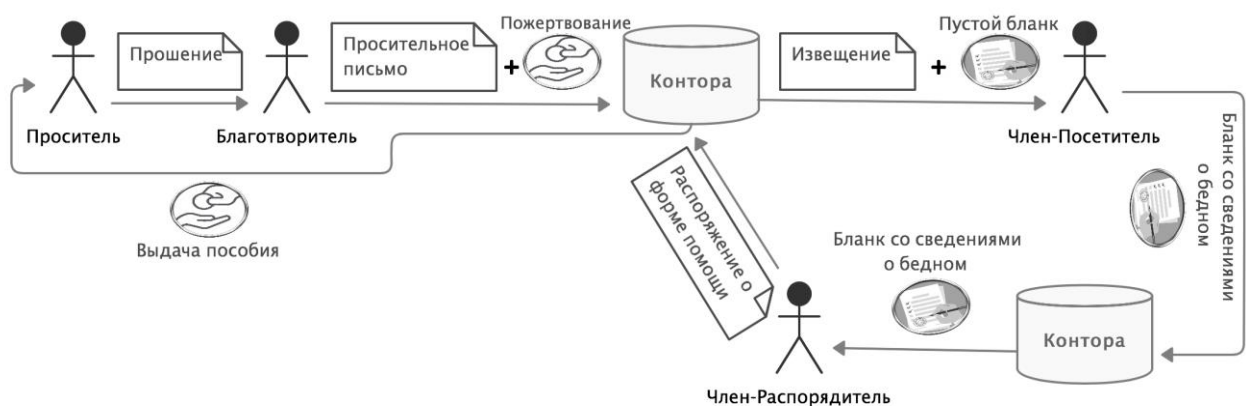 Прошение
Просительное
письмо
Пожертвование
+
Контора
Извещение
+
Пустой бланк
Проситель
Благотворитель
Член-Посетитель
Бланк со сведениями
о бедном
Выдача пособия
Распоряжение о
форме помощи
Бланк со сведениями
о бедном
Контора
Член-Распорядитель